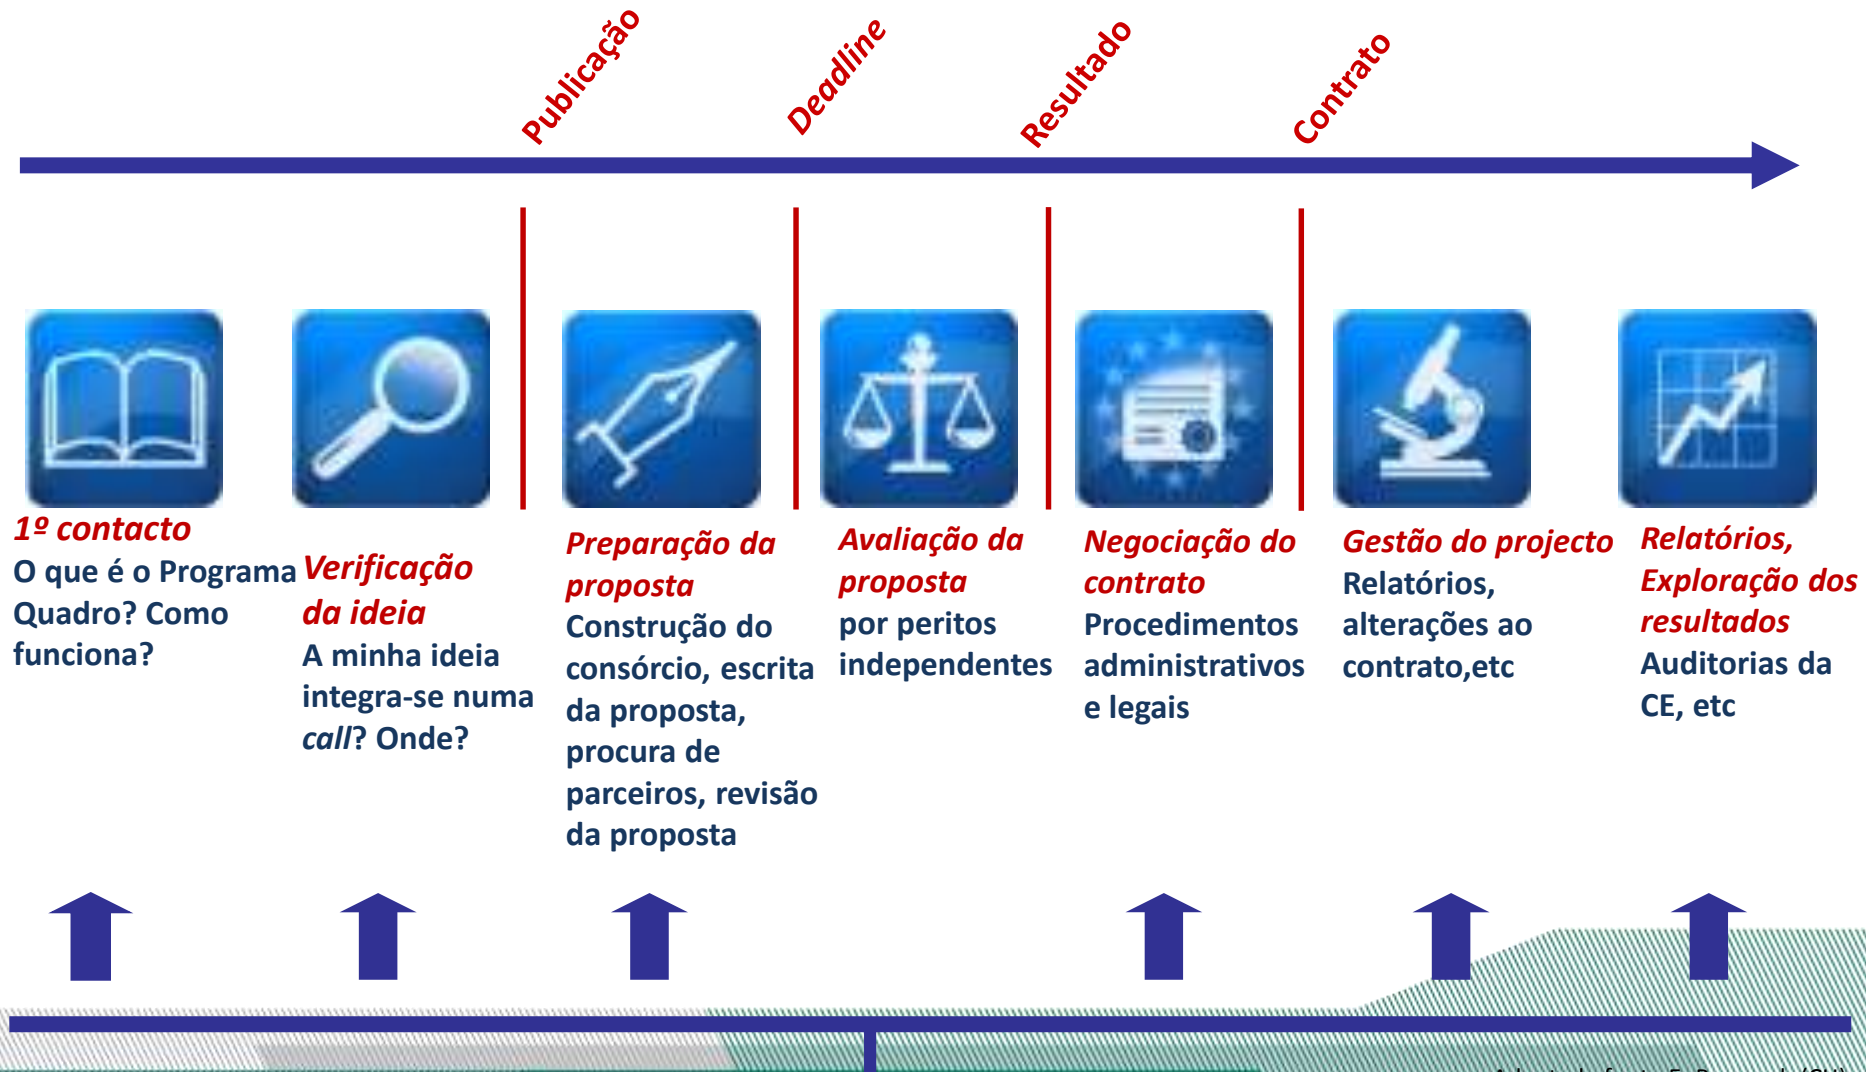 Publicação
Deadline
Resultado
Contrato
1º contacto
O que é o Programa
Quadro? Como
funciona?
Verificação
da ideia
A minha ideia
integra-se numa
call? Onde?
Preparação da
proposta
Construção do
consórcio, escrita
da proposta,
procura de
parceiros, revisão
da proposta
Avaliação da
proposta
por peritos
independentes
Negociação do
contrato
Procedimentos
administrativos
e legais
Gestão do projecto
Relatórios,
alterações ao
contrato,etc
Relatórios,
Exploração dos
resultados
Auditorias da
CE, etc